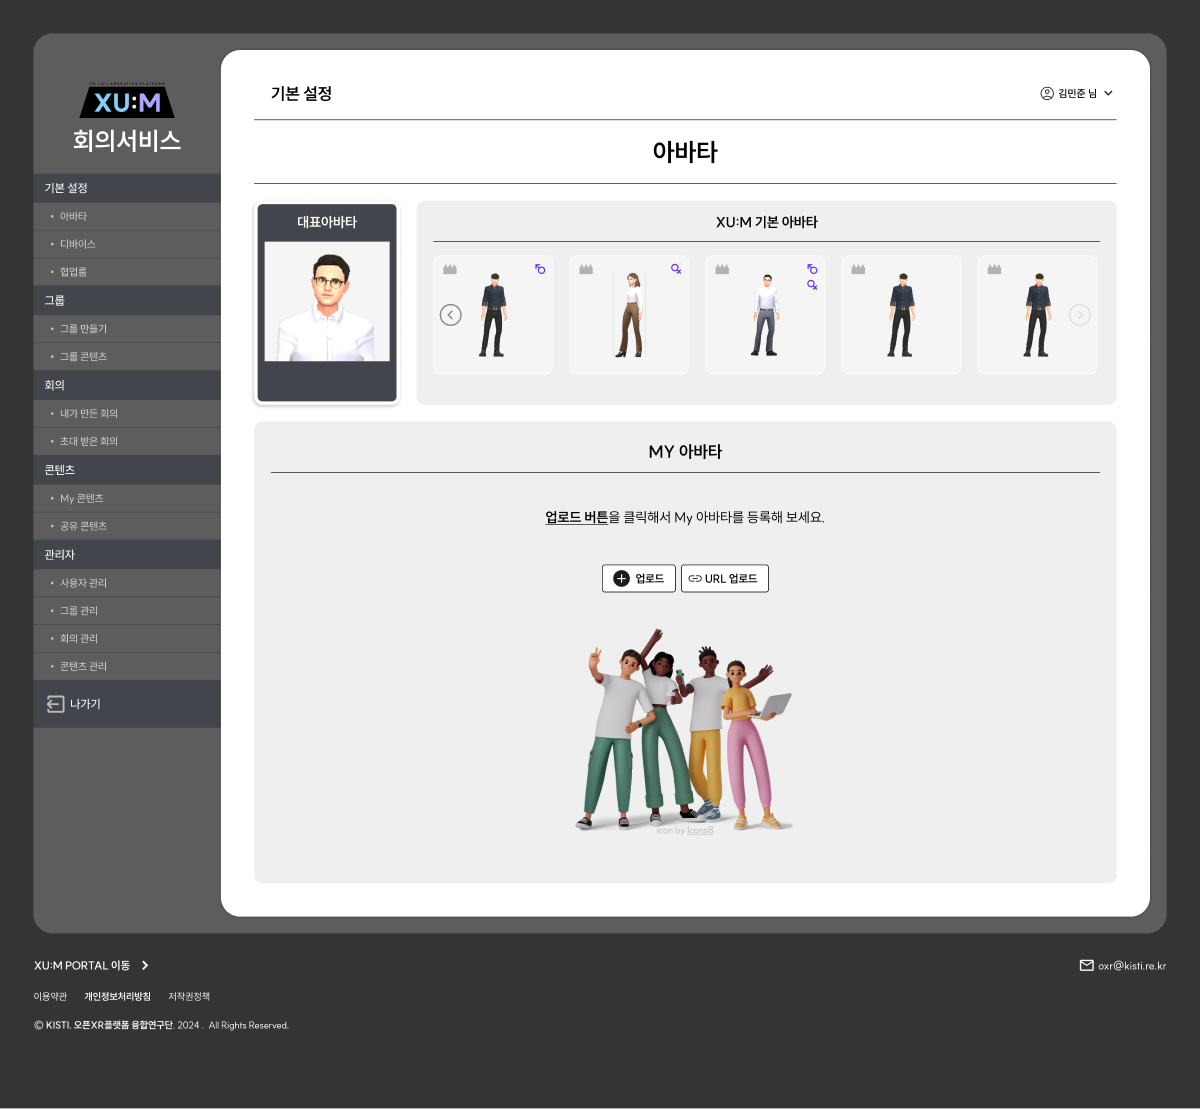 XR COLLABORATION PLATFORM
XU:M
회의서비스
기본 설정
• 아바타
• 디바이스
• 협업룸
그룹
• 그룹 만들기
• 그룹 콘텐츠
회의
• 내가 만든 회의
• 초대 받은 회의
콘텐츠
• My 콘텐츠
• 공유 콘텐츠
관리자
• 사용자 관리
• 그룹 관리
• 회의 관리
• 콘텐츠 관리
나가기
기본 설정
김민준 님
아바타
대표아바타
XU:M 기본 아바타
MY 아바타
업로드 버튼을 클릭해서 My 아바타를 등록해 보세요.
업로드
URL 업로드
icon by Icons8
XU:M PORTAL 이동
oxr@kisti.re.kr
이용약관 개인정보처리방침 저작권정책
© KISTI. 오픈XR플랫폼 융합연구단. 2024 . All Rights Reserved.